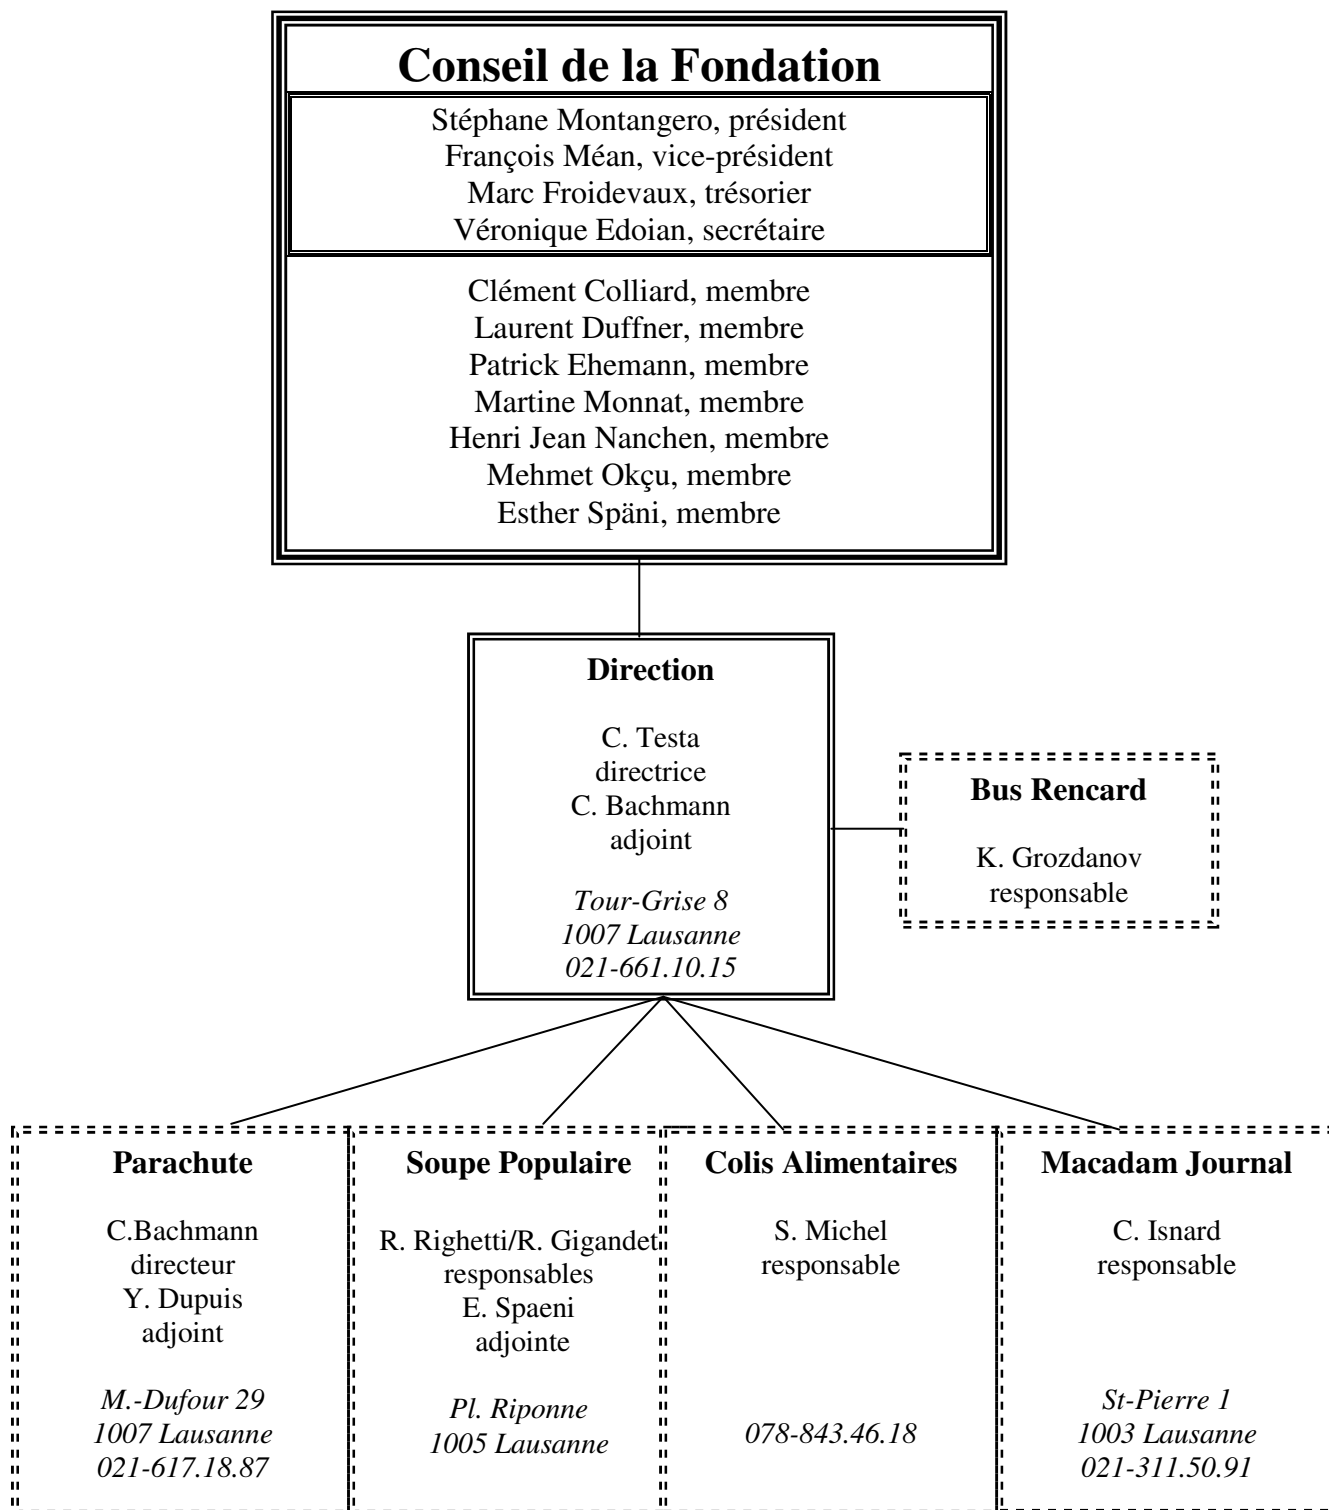 Conseil de la Fondation
Stéphane Montangero, président
François Méan, vice-président
Marc Froidevaux, trésorier
Véronique Edoian, secrétaire
Clément Colliard, membre
Laurent Duffner, membre
Patrick Ehemann, membre
Martine Monnat, membre
Henri Jean Nanchen, membre
Mehmet Okçu, membre
Esther Späni, membre
Direction
C. Testa
directrice
C. Bachmann
adjoint
Tour-Grise 8
1007 Lausanne
021-661.10.15
Bus Rencard
K. Grozdanov
responsable
Parachute
C.Bachmann
directeur
Y. Dupuis
adjoint
M.-Dufour 29
1007 Lausanne
021-617.18.87
Soupe Populaire
R. Righetti/R. Gigandet
responsables
E. Spaeni
adjointe
Pl. Riponne
1005 Lausanne
Colis Alimentaires
S. Michel
responsable
078-843.46.18
Macadam Journal
C. Isnard
responsable
St-Pierre 1
1003 Lausanne
021-311.50.91